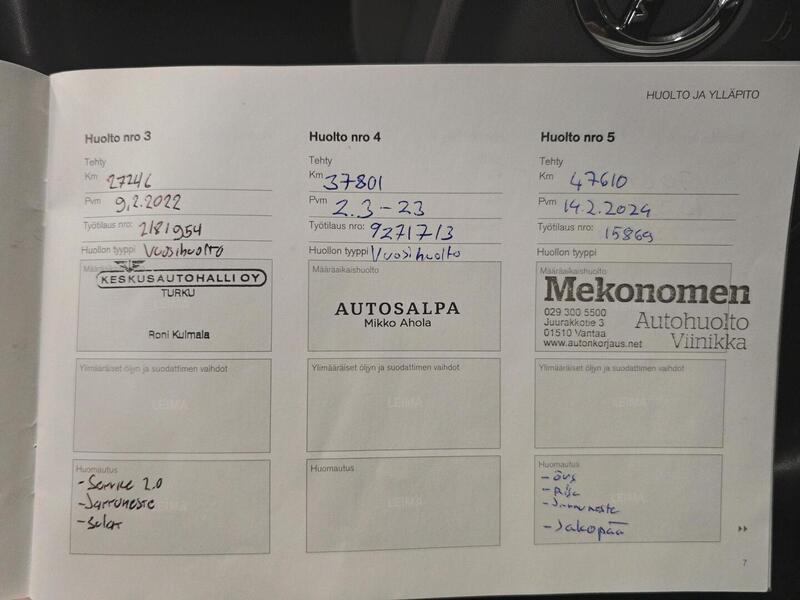 HUOLTO JA YLLÄPITO
Huolto nro 3
Tehty
Km 27246
Pvm 9.2.2022
Työtilaus nro: 2181954
Huollon tyyppi Vuosihuolto
Määräaikaishuolto
KESKUSAUTOHALLI OY
TURKU
Roni Kulmala
Ylimääräiset öljyn ja suodattimen vaihdot
LEIMA
Huomautus
-Service 2.0
-Jarruneste
Huolto nro 4
Tehty
Km 37801
Pvm 2.3-23
Työtilaus nro: 9271713
Huollon tyyppi Vuosihuolto
Määräaikaishuolto
AUTOSALPA
Mikko Ahola
Ylimääräiset öljyn ja suodattimen vaihdot
LEIMA
Huomautus
Huolto nro 5
Tehty
Km 47610
Pvm 14.2.2024
Työtilaus nro: 15869
Huollon tyyppi
Määräaikaishuolto
Mekonomen
029 300 5500
Juurakkotie 3
01510 Vantaa
www.autonkorjaus.net
Autohuolto
Viinikka
Ylimääräiset öljyn ja suodattimen vaihdot
LEIMA
Huomautus
LEIMA
-Jarruneste
-Jakopää
7